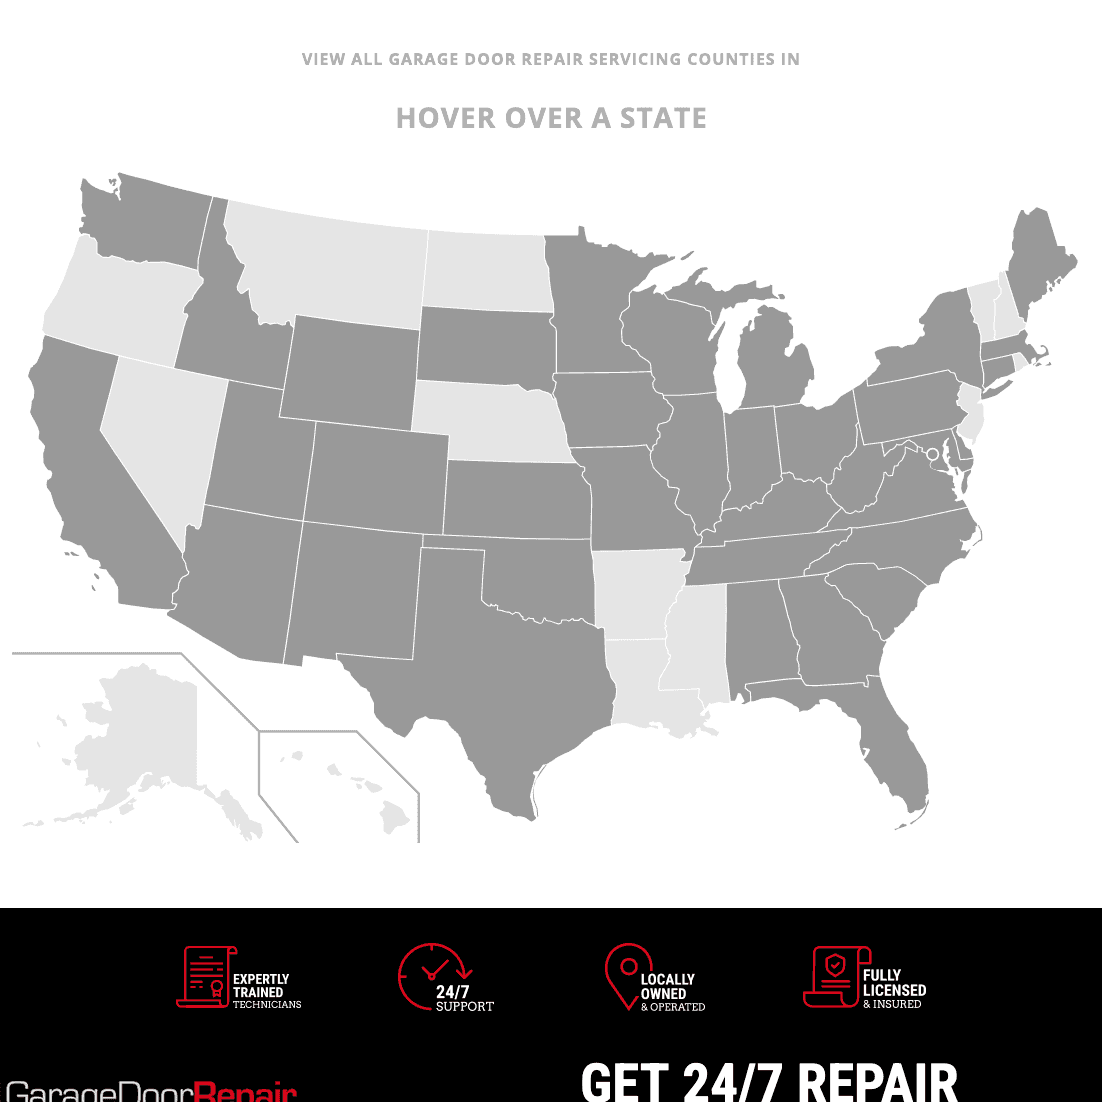 VIEW ALL GARAGE DOOR REPAIR SERVICING COUNTIES IN
HOVER OVER A STATE
EXPERTLY
TRAINED
TECHNICIANS
24/7
SUPPORT
LOCALLY
OWNED
& OPERATED
FULLY
LICENSED
& INSURED
GarageDoorRepair
GET 24/7 REPAIR